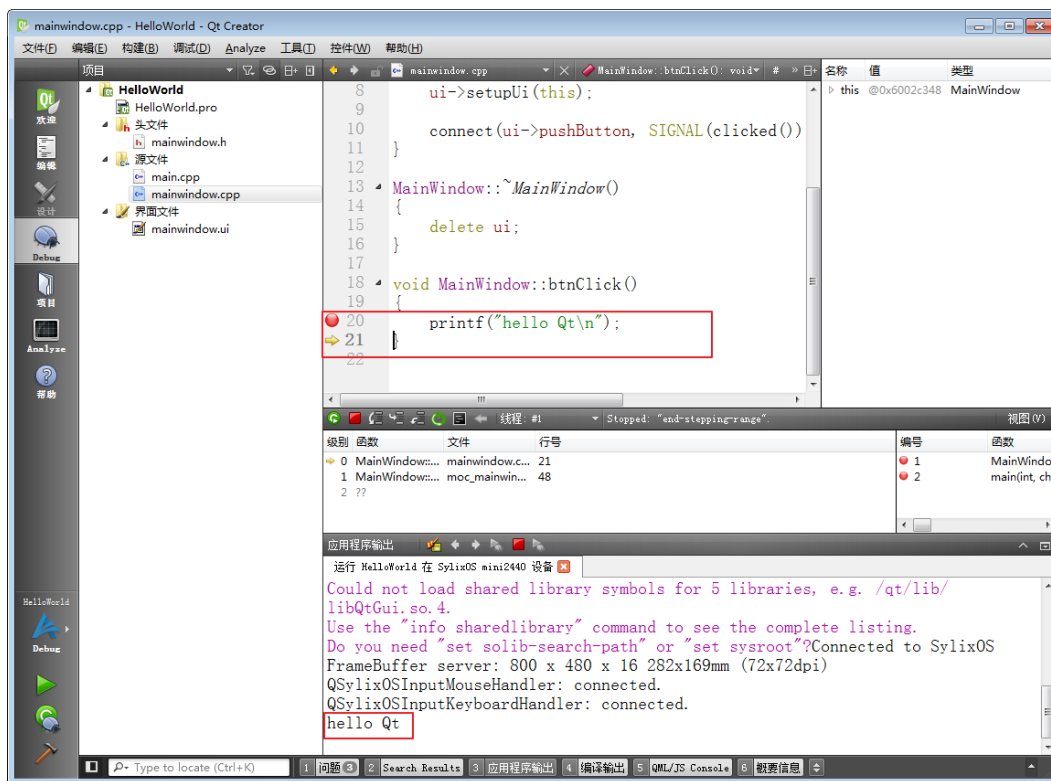 mainwindow.cpp - HelloWorld - Qt Creator
文件(F) 编辑(E) 构建(B) 调试(D) Analyze 工具(T) 控件(W) 帮助(H)
项目
mainwindow.cpp
MainWindow::btnClick(): void
#
»
名称 值 类型
this @0x6002c348 MainWindow
欢迎
编辑
设计
Debug
项目
Analyze
帮助
HelloWorld
HelloWorld.pro
头文件
mainwindow.h
源文件
main.cpp
mainwindow.cpp
界面文件
mainwindow.ui
8 ui->setupUi(this);
9
10 connect(ui->pushButton, SIGNAL(clicked())
11 }
12
13 MainWindow::~MainWindow()
14 {
15 delete ui;
16 }
17
18 void MainWindow::btnClick()
19 {
20 printf("hello Qt\n");
21 }
22
线程: #1 Stopped: "end-stepping-range". 视图(V)
级别 函数 文件 行号
0 MainWindow::... mainwindow.c... 21
1 MainWindow::... moc_mainwin... 48
2 ??
编号 函数
1 MainWindo
2 main(int, ch
应用程序输出
运行 HelloWorld 在 SylixOS mini2440 设备
Could not load shared library symbols for 5 libraries, e.g. /qt/lib/
libQtGui.so.4.
Use the "info sharedlibrary" command to see the complete listing.
Do you need "set solib-search-path" or "set sysroot"?Connected to SylixOS
FrameBuffer server: 800 x 480 x 16 282x169mm (72x72dpi)
QSylixOSInputMouseHandler: connected.
QSylixOSInputKeyboardHandler: connected.
hello Qt
HelloWorld
Debug
Type to locate (Ctrl+K)
1 问题 3 2 Search Results 3 应用程序输出 4 编译输出 5 QML/JS Console 6 概要信息